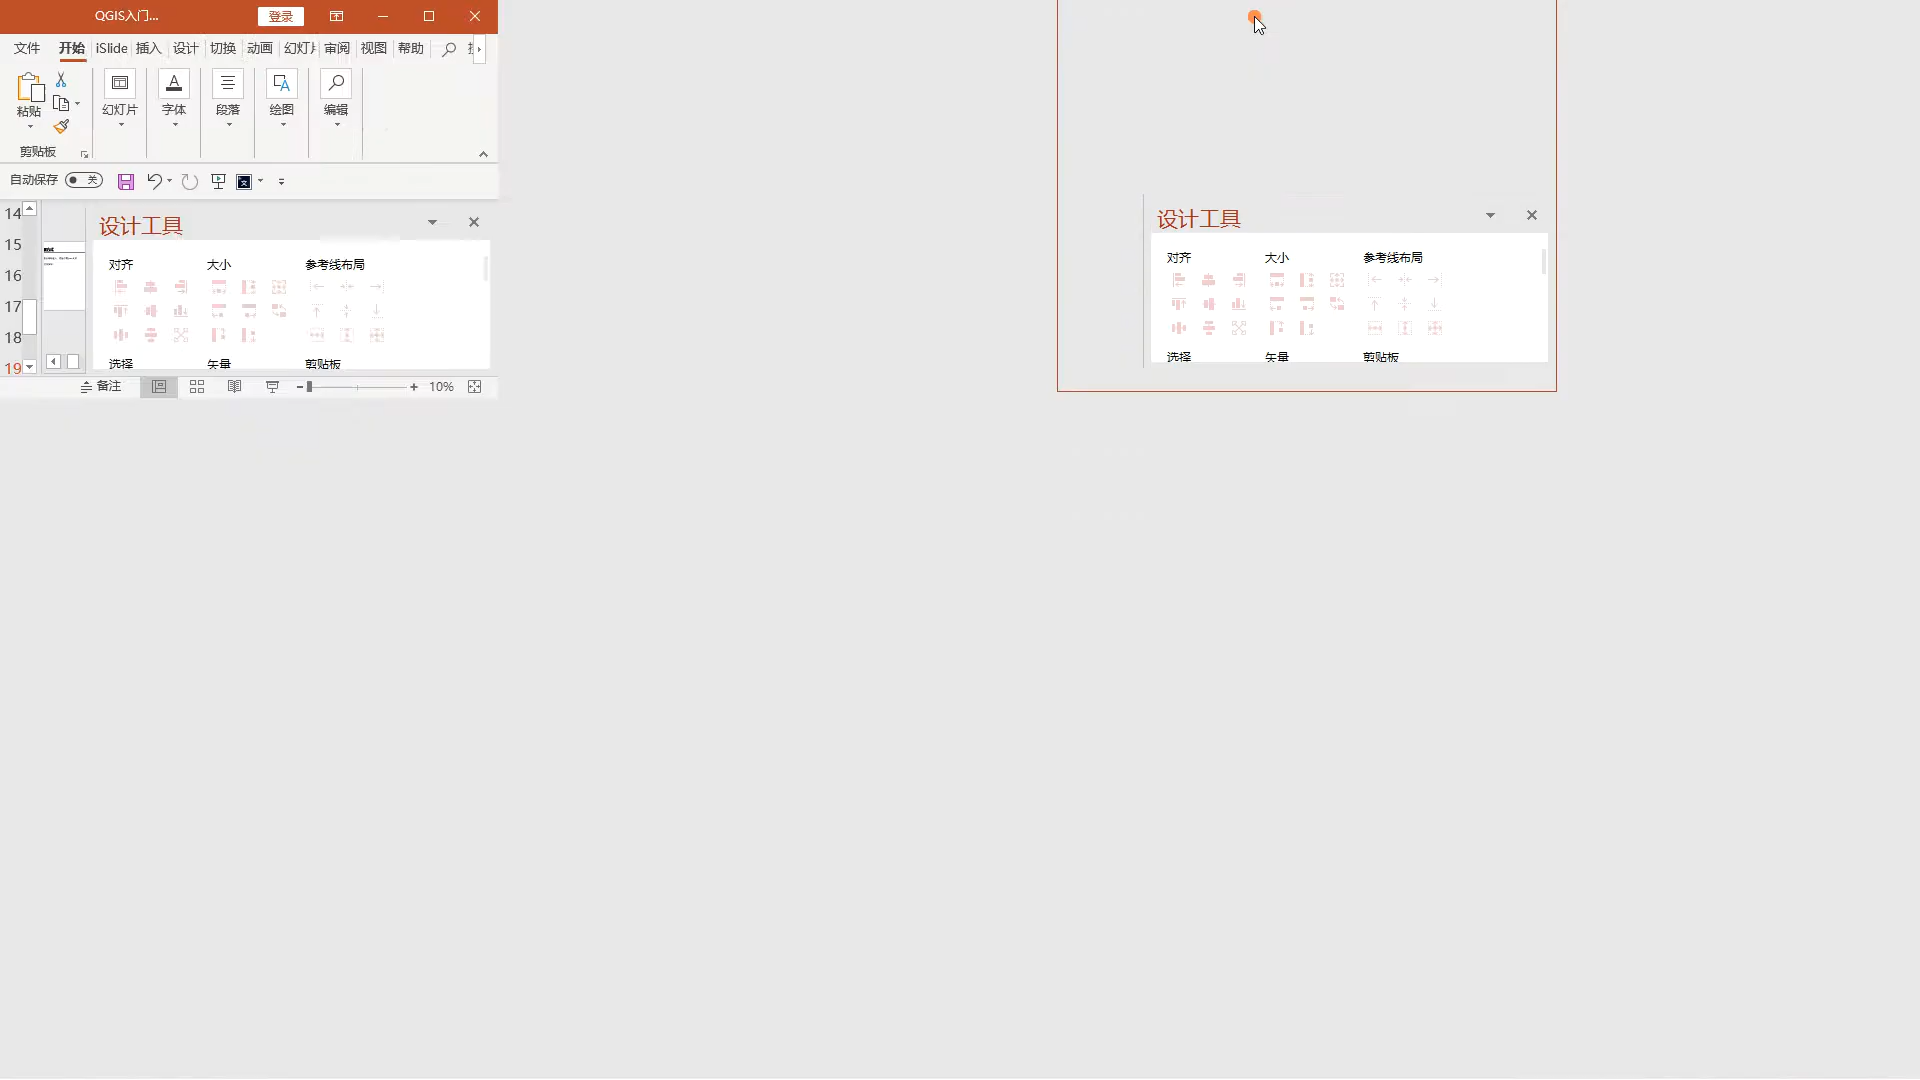 QGIS入门... 登录
文件 开始 iSlide 插入 设计 切换 动画 幻灯片 审阅 视图 帮助
粘贴 幻灯片 字体 段落 绘图 编辑
剪贴板
自动保存 关
14
15
16
17
18
19
设计工具
对齐 大小 参考线布局
选择 矢量 剪贴板
备注 10%
设计工具
对齐 大小 参考线布局
选择 矢量 剪贴板